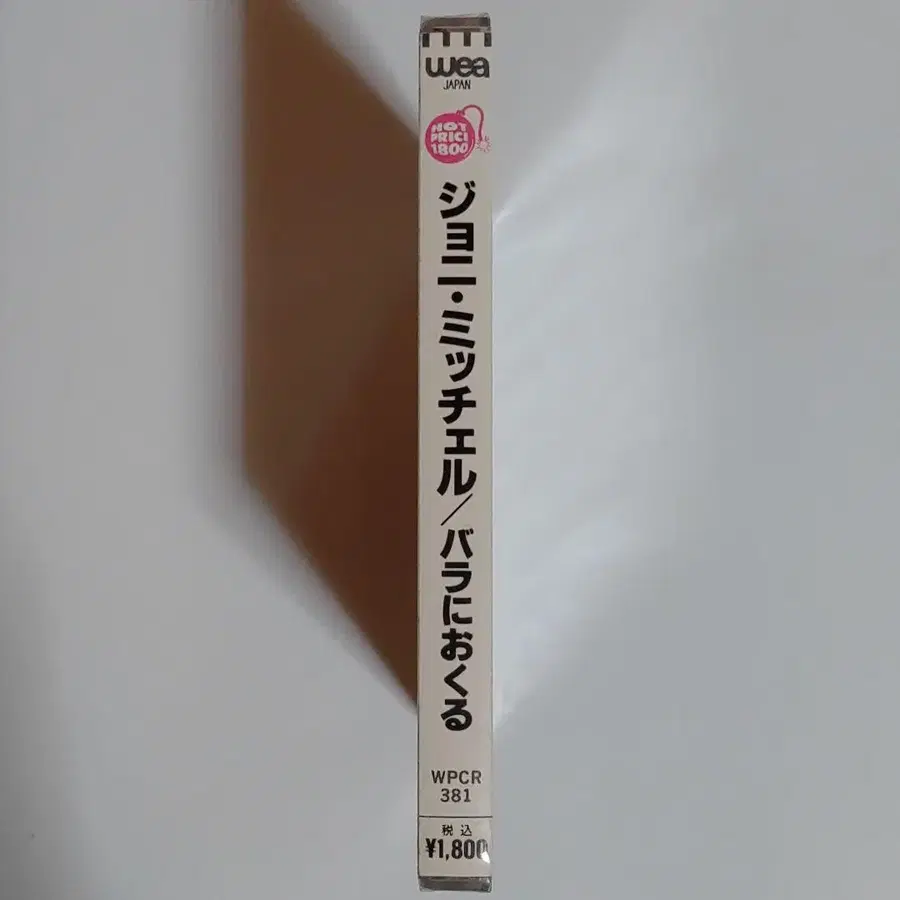 wea
JAPAN
HOT
PRICE
1800
ジョニ・ミッチェル/バラにおくる
WPCR
381
税込
¥1,800